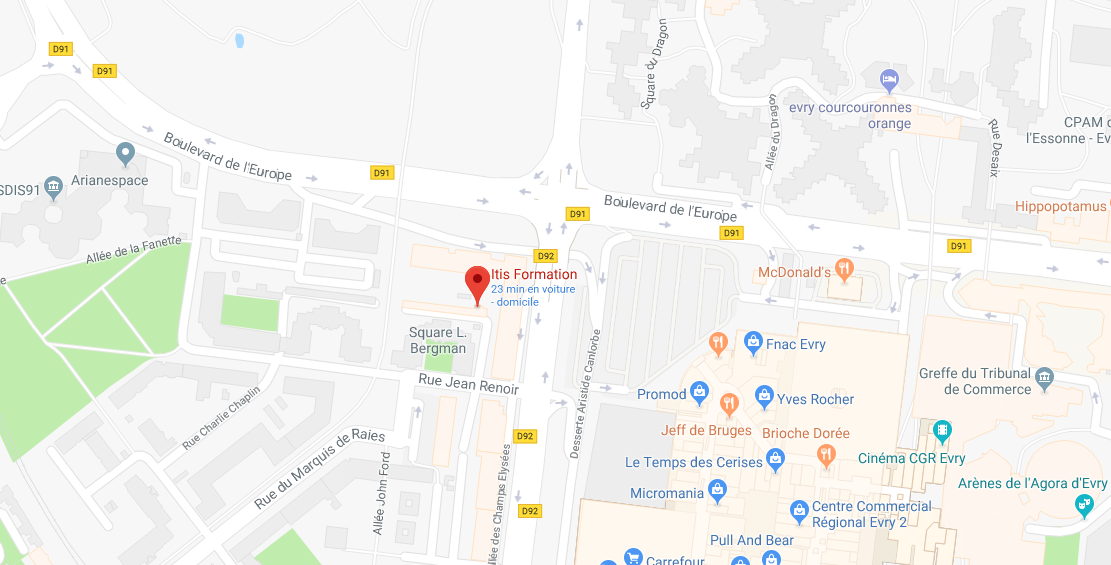 D91
D91
Square du Dragon
evry courcouronnes
orange
Allée du Dragon
Rue Desaix
CPAM d
l'Essonne - Ev
Boulevard de l'Europe
Arianespace
SDIS91
D91
Boulevard de l'Europe
D91
D91
D91
Hippopotamus
Allée de la Fanette
D92
Itis Formation
23 min en voiture
- domicile
McDonald's
Square L.
Bergman
Desserte Aristide Canlorbe
Fnac Evry
Rue Jean Renoir
Promod
Yves Rocher
Greffe du Tribunal
de Commerce
Rue Charlie Chaplin
Jeff de Bruges
Brioche Dorée
D92
Rue du Marquis de Raies
Le Temps des Cerises
Cinéma CGR Evry
Allée John Ford
Allée des Champs Elysées
Micromania
Arènes de l'Agora d'Evry
D92
Centre Commercial
Régional Evry 2
Pull And Bear
Carrefour